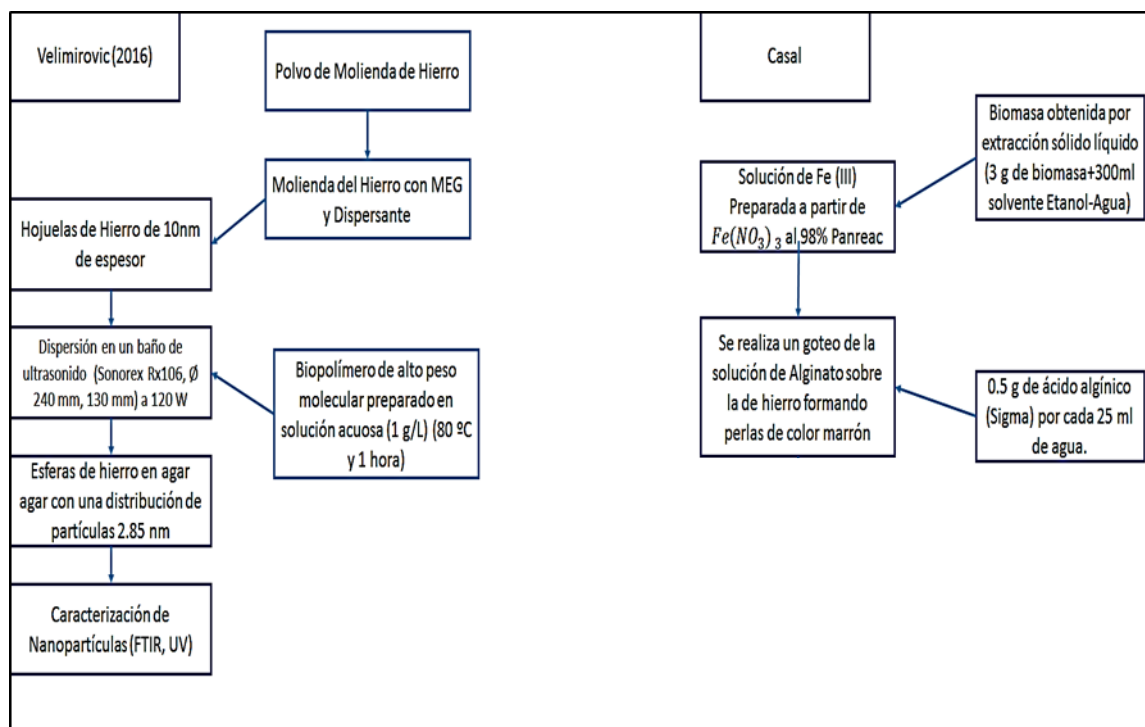 Velimirovic (2016)
Polvo de Molienda de Hierro
Molienda del Hierro con MEG
y Dispersante
Hojuelas de Hierro de 10nm
de espesor
Dispersión en un baño de
ultrasonido (Sonorex Rx106, Ø
240 mm, 130 mm) a 120 W
Biopolímero de alto peso
molecular preparado en
solución acuosa (1 g/L) (80 ºC
y 1 hora)
Esferas de hierro en agar
agar con una distribución de
partículas 2.85 nm
Caracterización de
Nanopartículas (FTIR, UV)
Casal
Biomasa obtenida por
extracción sólido líquido
(3 g de biomasa+300ml
solvente Etanol-Agua)
Solución de Fe (III)
Preparada a partir de
Fe(NO₃)₃ al 98% Panreac
Se realiza un goteo de la
solución de Alginato sobre
la de hierro formando
perlas de color marrón
0.5 g de ácido algínico
(Sigma) por cada 25 ml
de agua.